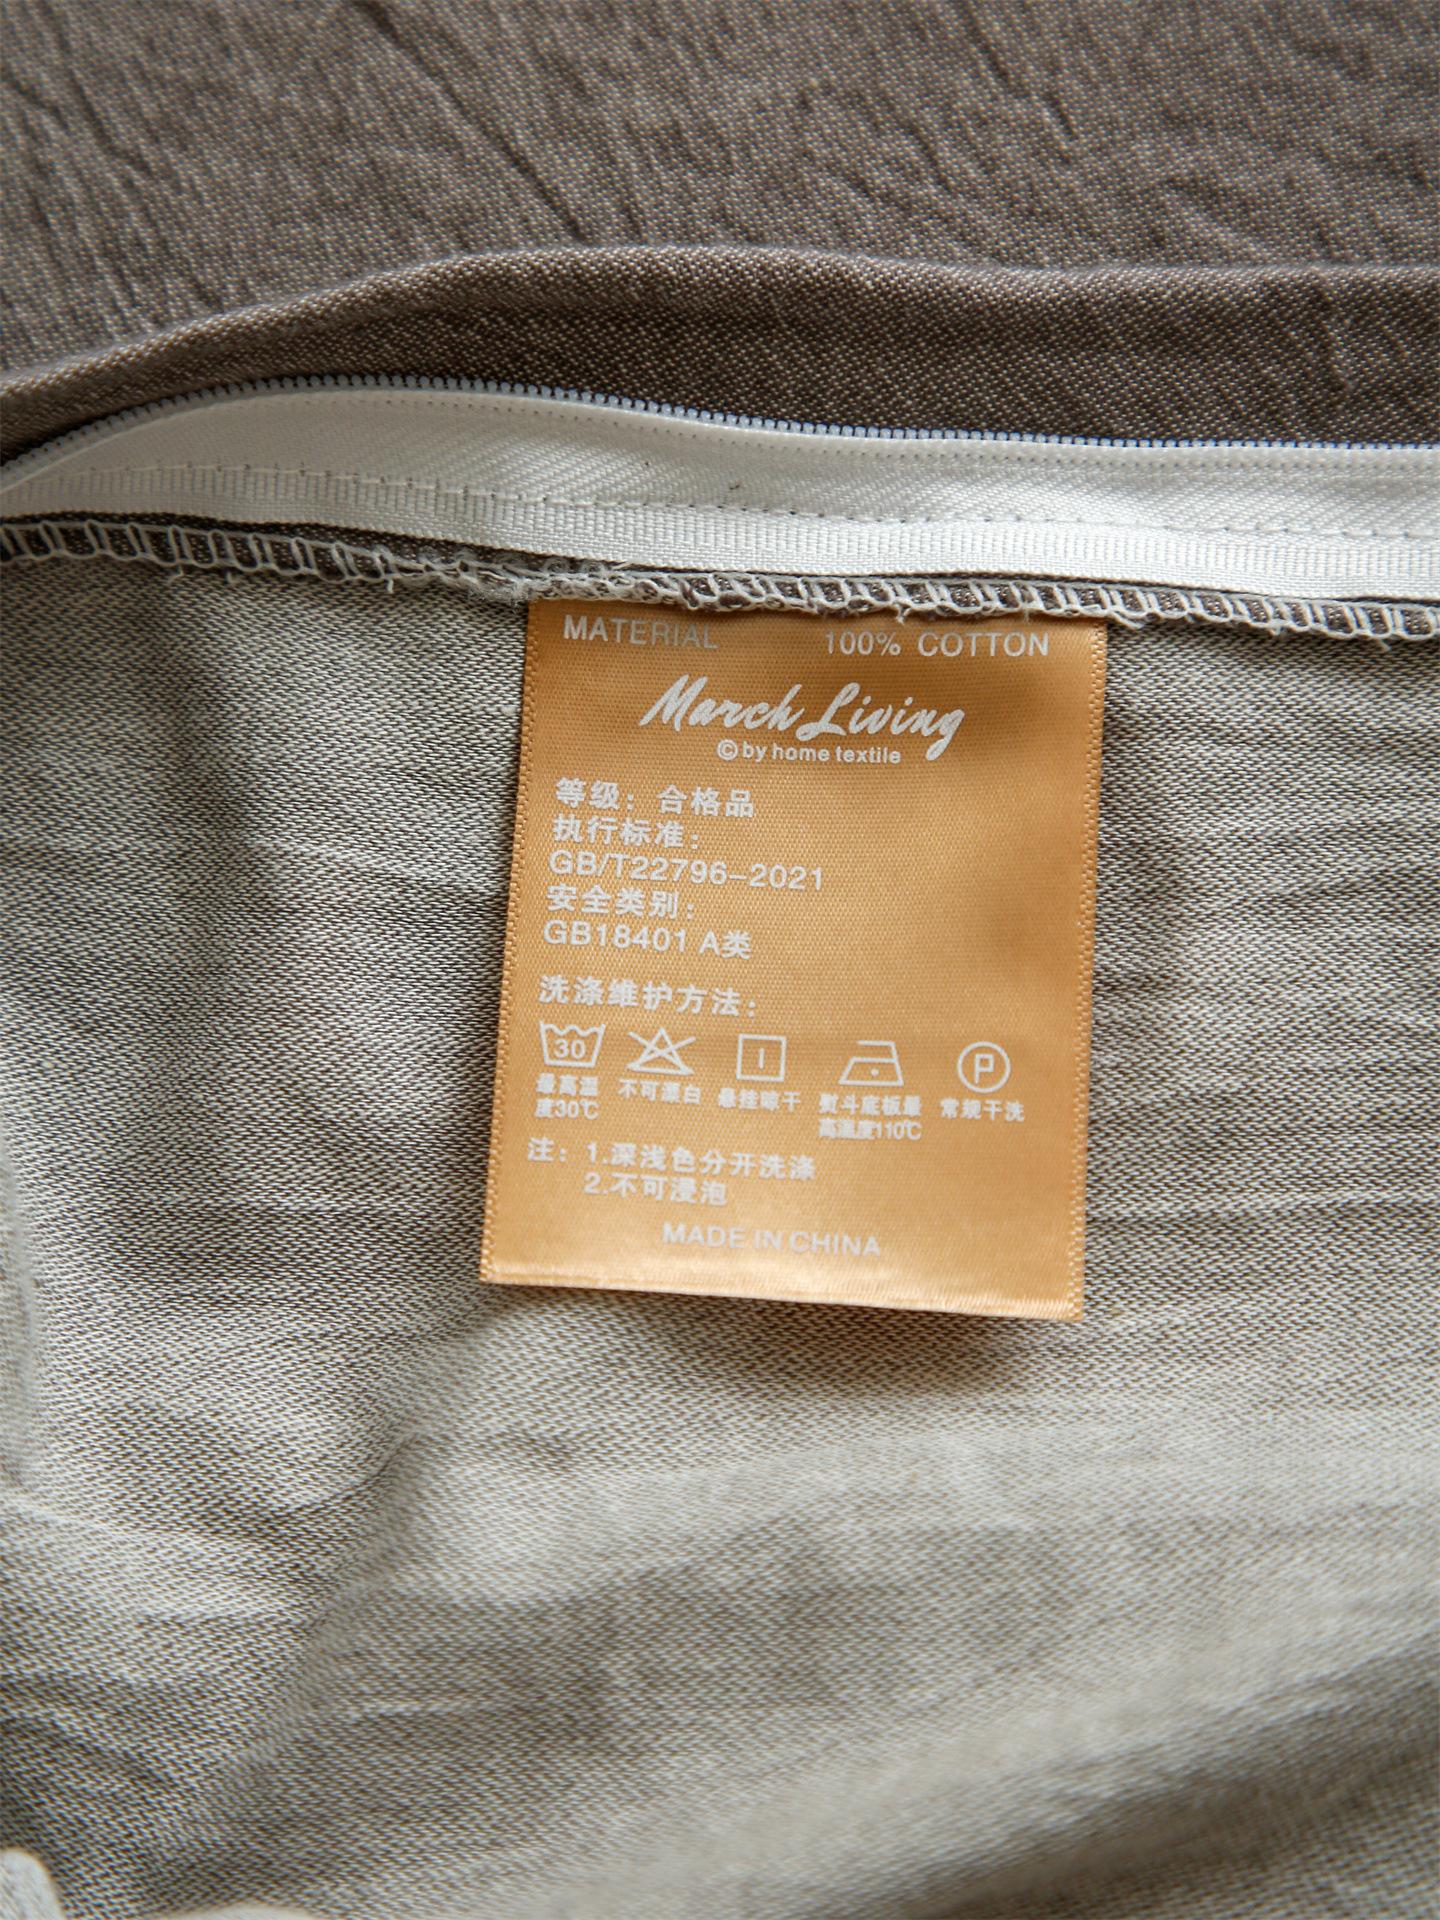 MATERIAL 100% COTTON
March Living
©by home textile
等级：合格品
执行标准：
GB/T22796-2021
安全类别：
GB18401 A类
洗涤维护方法：
30 P
最高温 不可漂白 悬挂晾干 熨斗底板最 常规干洗
度30℃ 高温度110℃
注：1.深浅色分开洗涤
2.不可浸泡
MADE IN CHINA